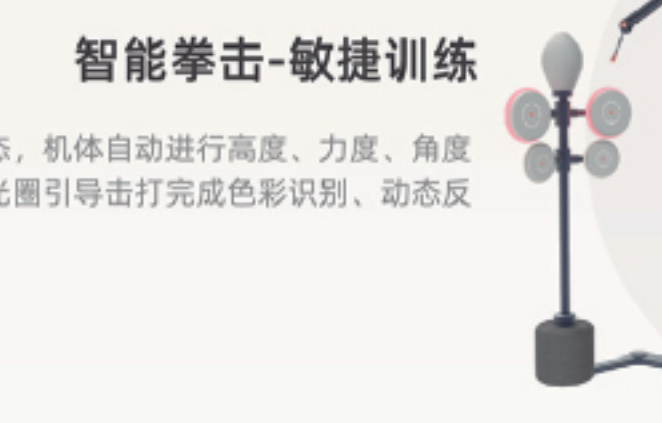 智能拳击-敏捷训练
态，机体自动进行高度、力度、角度
光圈引导击打完成色彩识别、动态反